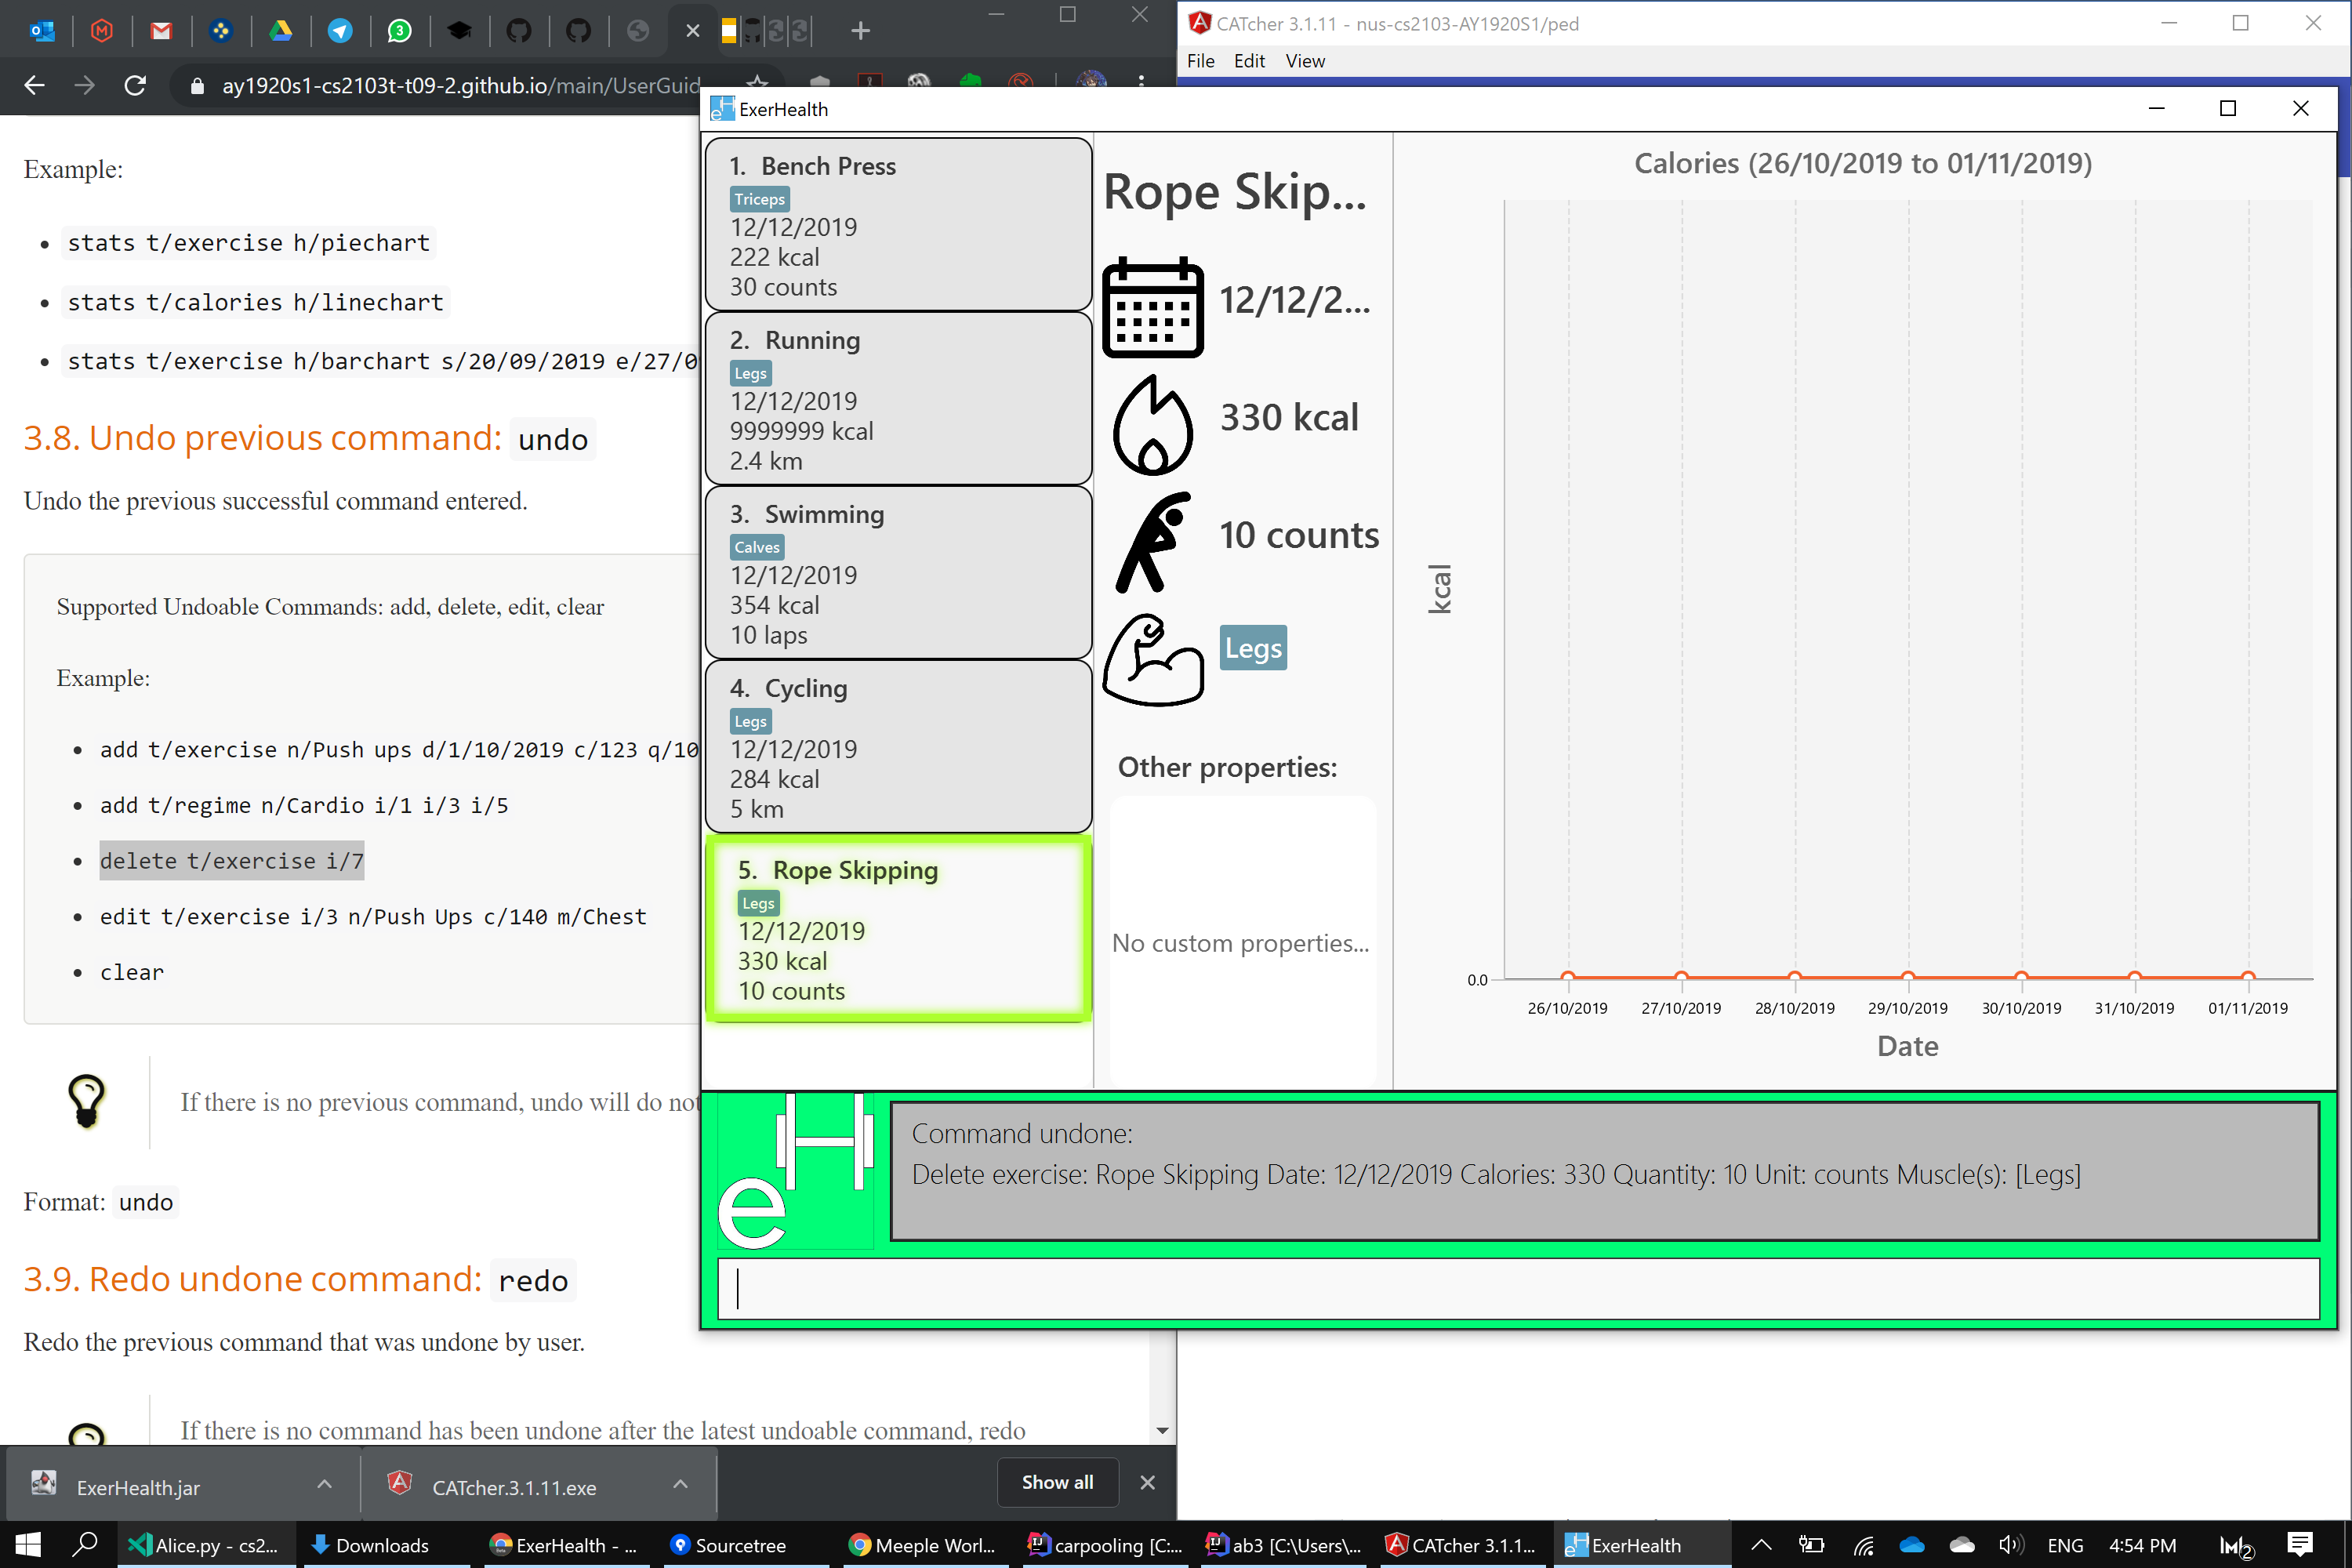 3
ay1920s1-cs2103t-t09-2.github.io/main/UserGuid
CATcher 3.1.11 - nus-cs2103-AY1920S1/ped
File Edit View
Example:
stats t/exercise h/piechart
stats t/calories h/linechart
stats t/exercise h/barchart s/20/09/2019 e/27/0
3.8. Undo previous command: undo
Undo the previous successful command entered.
Supported Undoable Commands: add, delete, edit, clear
Example:
add t/exercise n/Push ups d/1/10/2019 c/123 q/10
add t/regime n/Cardio i/1 i/3 i/5
delete t/exercise i/7
edit t/exercise i/3 n/Push Ups c/140 m/Chest
clear
If there is no previous command, undo will do not
Format: undo
3.9. Redo undone command: redo
Redo the previous command that was undone by user.
If there is no command has been undone after the latest undoable command, redo
ExerHealth
1. Bench Press
Triceps
12/12/2019
222 kcal
30 counts
2. Running
Legs
12/12/2019
9999999 kcal
2.4 km
3. Swimming
Calves
12/12/2019
354 kcal
10 laps
4. Cycling
Legs
12/12/2019
284 kcal
5 km
5. Rope Skipping
Legs
12/12/2019
330 kcal
10 counts
Rope Skip...
12/12/2...
330 kcal
10 counts
Legs
Other properties:
No custom properties...
Calories (26/10/2019 to 01/11/2019)
kcal
0.0
26/10/2019 27/10/2019 28/10/2019 29/10/2019 30/10/2019 31/10/2019 01/11/2019
Date
eH
Command undone:
Delete exercise: Rope Skipping Date: 12/12/2019 Calories: 330 Quantity: 10 Unit: counts Muscle(s): [Legs]
ExerHealth.jar
CATcher.3.1.11.exe
Show all
Alice.py - cs2...
Downloads
ExerHealth - ...
Sourcetree
Meeple Worl...
carpooling [C:...
ab3 [C:\Users\...
CATcher 3.1.1...
ExerHealth
ENG
4:54 PM
2